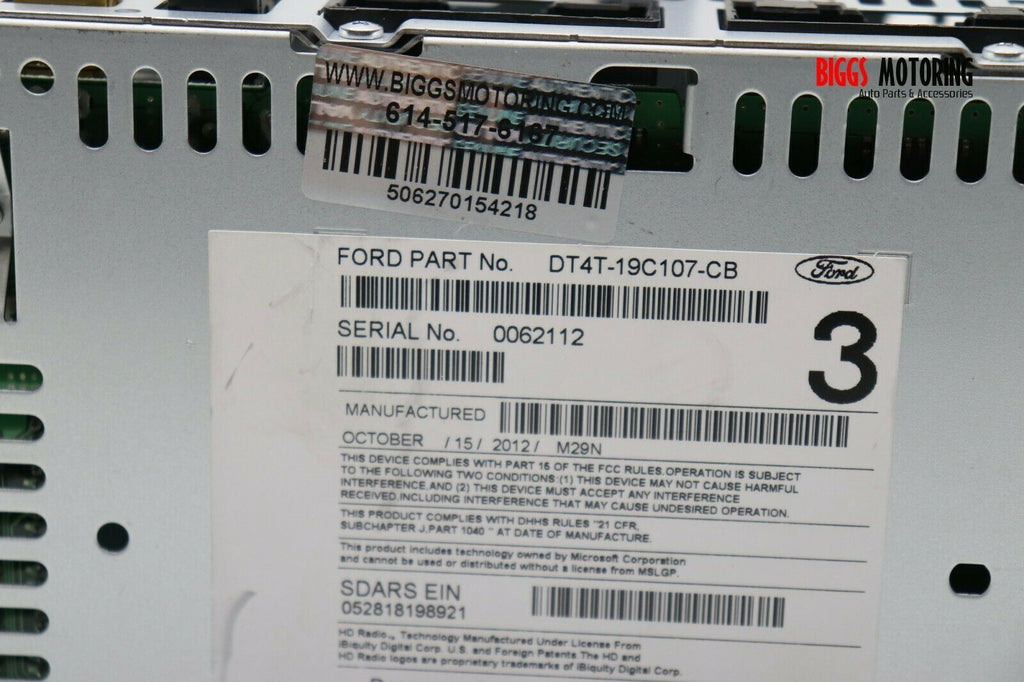 BIGGS MOTORING
Auto Parts & Accessories
WWW.BIGGSMOTORING.COM
614-517-6167
506270154218
FORD PART No. DT4T-19C107-CB
Ford
SERIAL No. 0062112
3
MANUFACTURED
OCTOBER /15/ 2012/ M29N
THIS DEVICE COMPLIES WITH PART 15 OF THE FCC RULES.OPERATION IS SUBJECT
TO THE FOLLOWING TWO CONDITIONS:(1) THIS DEVICE MAY NOT CAUSE HARMFUL
INTERFERENCE.AND (2) THIS DEVICE MUST ACCEPT ANY INTERFERENCE
RECEIVED.INCLUDING INTERFERENCE THAT MAY CAUSE UNDESIRED OPERATION.
THIS PRODUCT COMPLIES WITH DHHS RULES "21 CFR,
SUBCHAPTER J,PART 1040 " AT DATE OF MANUFACTURE.
This product includes technology owned by Microsoft Corporation
and cannot be used or distributed without a license from MSLGP.
SDARS EIN
052818198921
HD Radio™ Technology Manufactured Under License From
iBiquity Digital Corp. U.S. and Foreign Patents The HD and
HD Radio logos are proprietary trademarks of iBiquity Digital Corp.